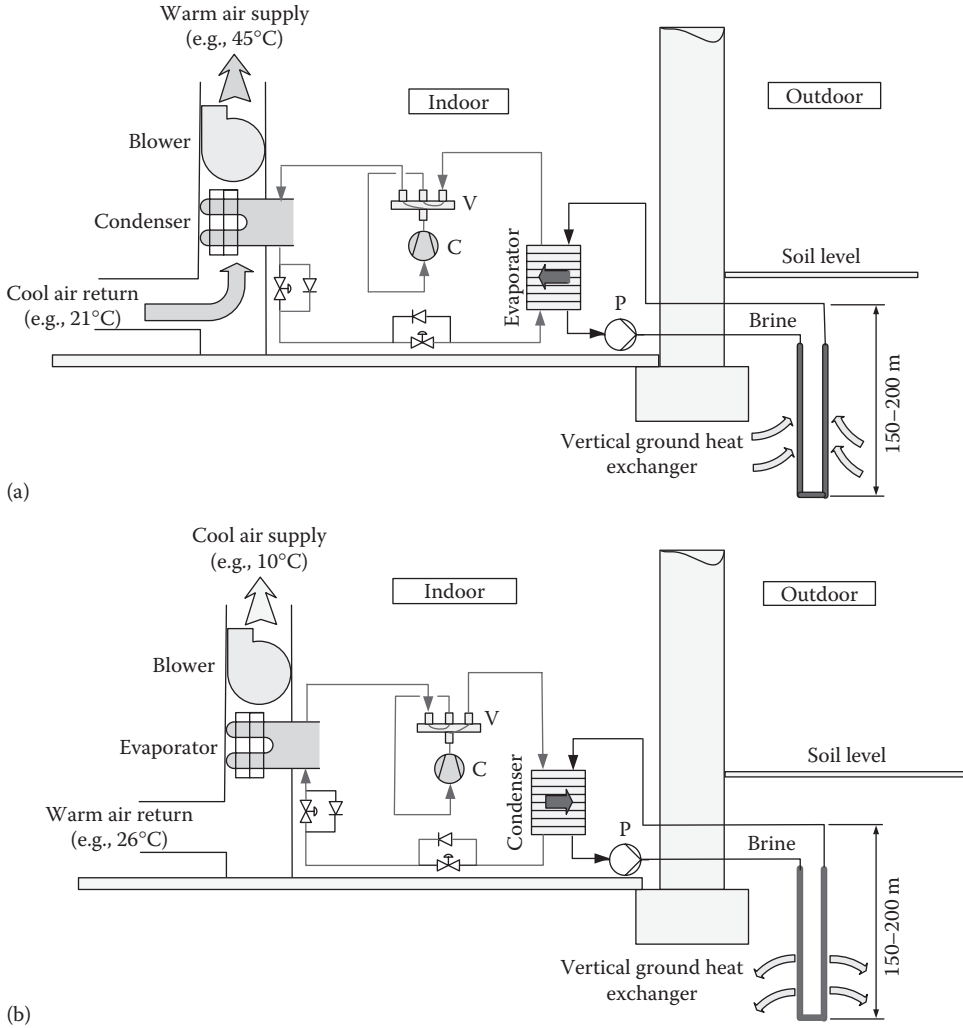 Warm air supply
(e.g., 45°C)
Indoor
Outdoor
Blower
V
Condenser
C
Evaporator
Soil level
Cool air return
(e.g., 21°C)
P
Brine
150–200 m
Vertical ground heat
exchanger
(a)
Cool air supply
(e.g., 10°C)
Indoor
Outdoor
Blower
V
Evaporator
C
Condenser
Soil level
Warm air return
(e.g., 26°C)
P
Brine
150–200 m
Vertical ground heat
exchanger
(b)